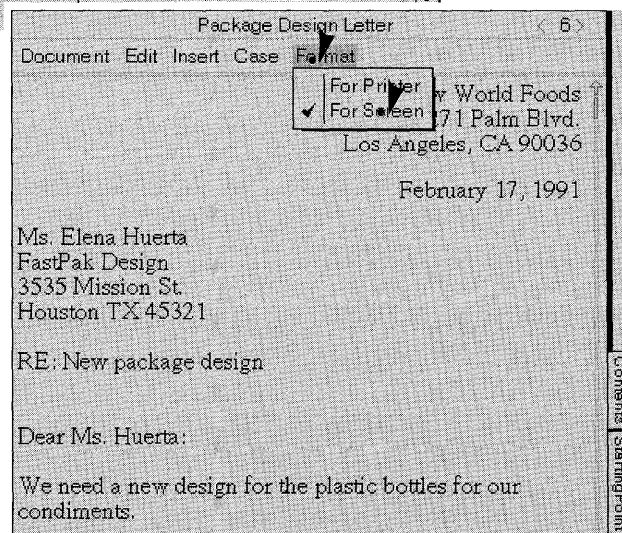 Package Design Letter < 6 >
Document Edit Insert Case Format
For Printer
✓ For Screen
World Foods
Palm Blvd.
Los Angeles, CA 90036
February 17, 1991
Ms. Elena Huerta
FastPak Design
3535 Mission St.
Houston TX 45321
RE: New package design
Dear Ms. Huerta:
We need a new design for the plastic bottles for our
condiments.
Contents
StartingPoint